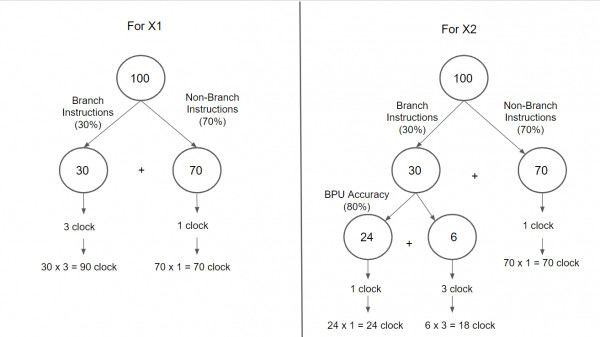 For X1
100
Branch
Instructions
(30%)
Non-Branch
Instructions
(70%)
30
+
70
3 clock
1 clock
30 x 3 = 90 clock
70 x 1 = 70 clock
For X2
100
Branch
Instructions
(30%)
Non-Branch
Instructions
(70%)
30
+
70
BPU Accuracy
(80%)
24
+
6
1 clock
70 x 1 = 70 clock
1 clock
3 clock
24 x 1 = 24 clock
6 x 3 = 18 clock